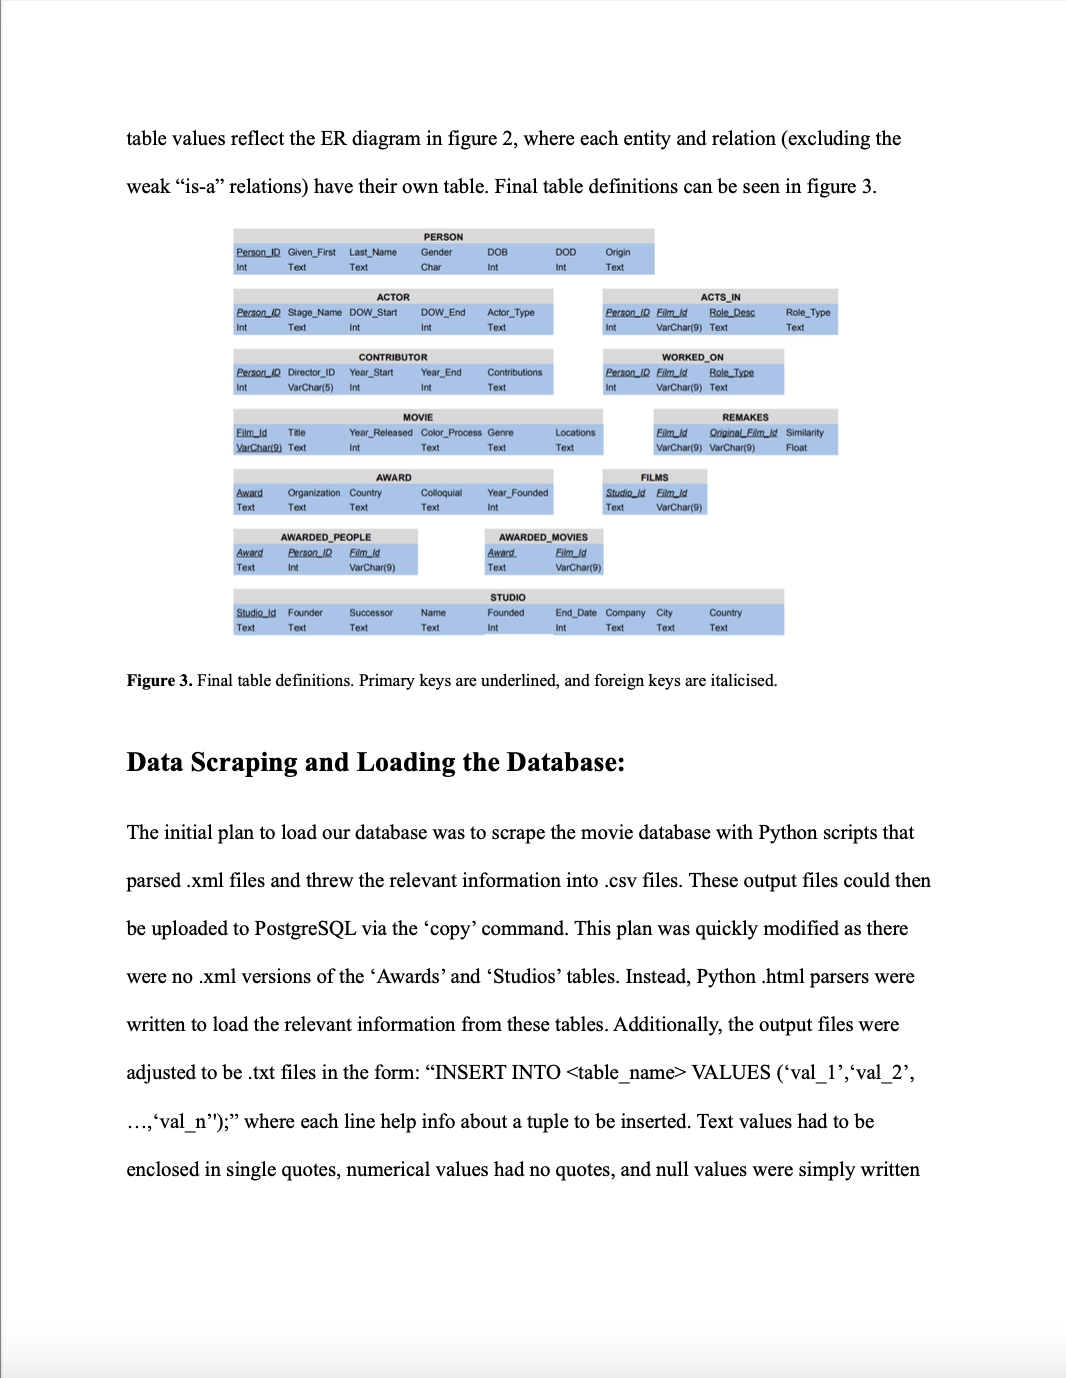 table values reflect the ER diagram in figure 2, where each entity and relation (excluding the
weak “is-a” relations) have their own table. Final table definitions can be seen in figure 3.
PERSON
Person_ID Given_First Last_Name Gender DOB DOD Origin
Int Text Text Char Int Int Text
ACTOR
Person_ID Stage_Name DOW_Start DOW_End Actor_Type
Int Text Int Int Text
ACTS_IN
Person_ID Film_Id Role_Desc Role_Type
Int VarChar(9) Text Text
CONTRIBUTOR
Person_ID Director_ID Year_Start Year_End Contributions
Int VarChar(5) Int Int Text
WORKED_ON
Person_ID Film_Id Role_Type
Int VarChar(9) Text
MOVIE
Film_Id Title Year_Released Color_Process Genre Locations
VarChar(9) Text Int Text Text Text
REMAKES
Film_Id Original_Film_Id Similarity
VarChar(9) VarChar(9) Float
AWARD
Award Organization Country Colloquial Year_Founded
Text Text Text Text Int
FILMS
Studio_Id Film_Id
Text VarChar(9)
AWARDED_PEOPLE
Award Person_ID Film_Id
Text Int VarChar(9)
AWARDED_MOVIES
Award Film_Id
Text VarChar(9)
STUDIO
Studio_Id Founder Successor Name Founded End_Date Company City Country
Text Text Text Text Int Int Text Text Text
Figure 3. Final table definitions. Primary keys are underlined, and foreign keys are italicised.
Data Scraping and Loading the Database:
The initial plan to load our database was to scrape the movie database with Python scripts that
parsed .xml files and threw the relevant information into .csv files. These output files could then
be uploaded to PostgreSQL via the ‘copy’ command. This plan was quickly modified as there
were no .xml versions of the ‘Awards’ and ‘Studios’ tables. Instead, Python .html parsers were
written to load the relevant information from these tables. Additionally, the output files were
adjusted to be .txt files in the form: “INSERT INTO <table_name> VALUES (‘val_1’,‘val_2’,
…,‘val_n’');” where each line help info about a tuple to be inserted. Text values had to be
enclosed in single quotes, numerical values had no quotes, and null values were simply written